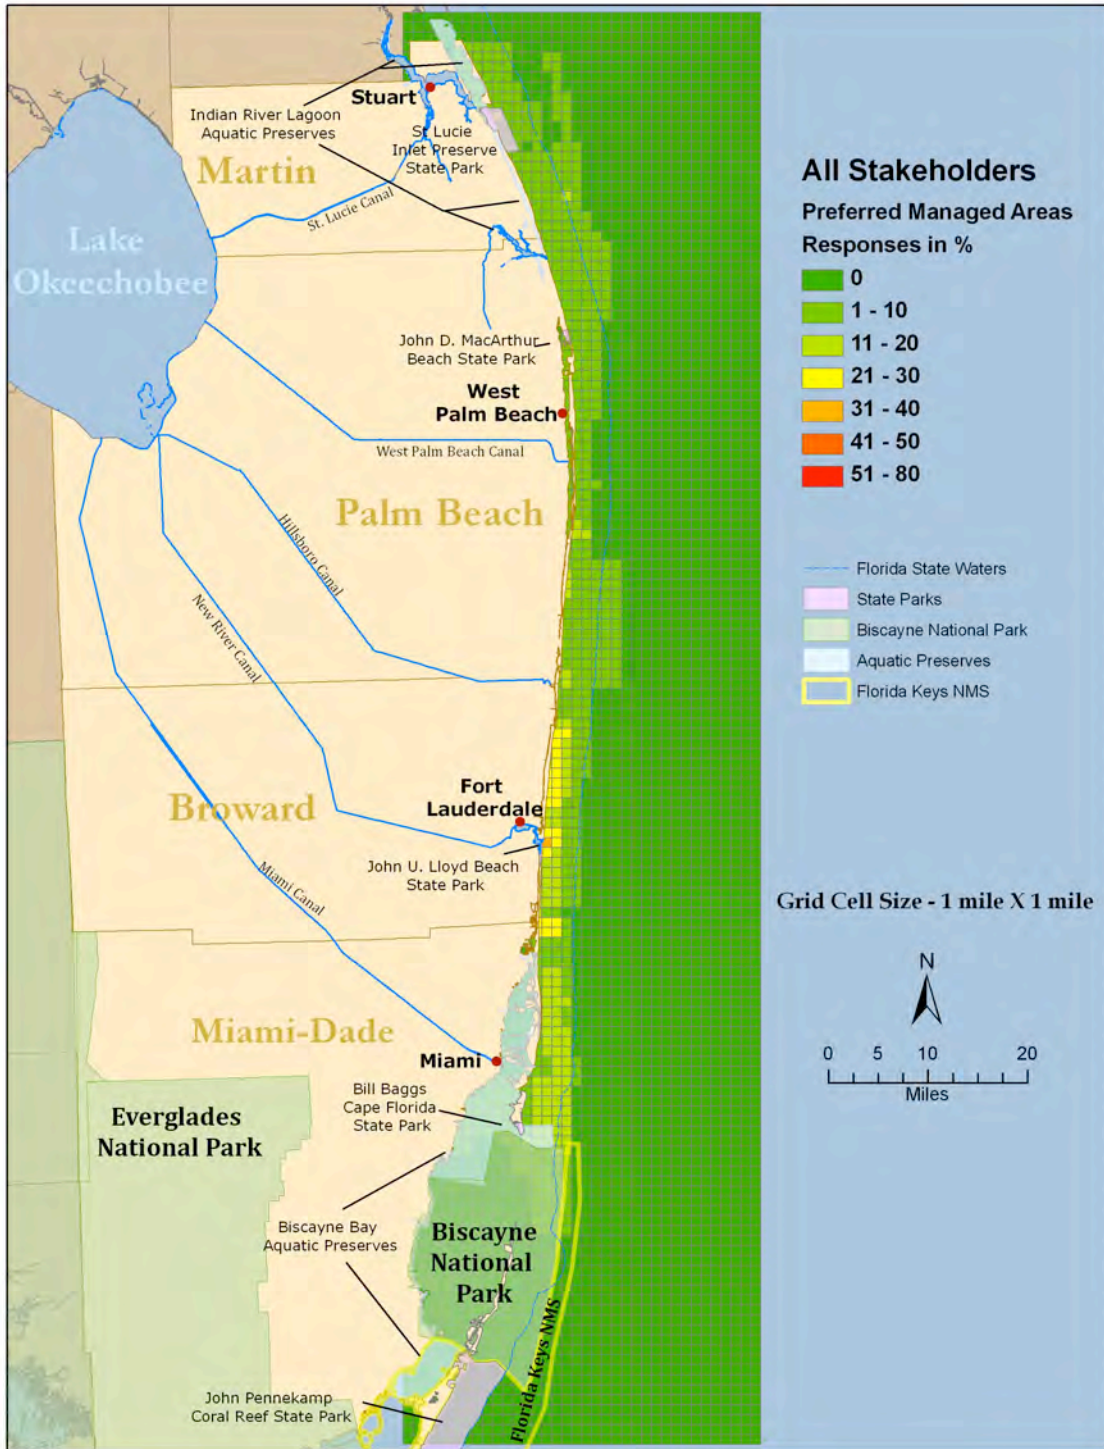 Stuart
Indian River Lagoon
Aquatic Preserves
St Lucie
Inlet Preserve
State Park
Martin
St. Lucie Canal
Lake
Okeechobee
John D. MacArthur
Beach State Park
West
Palm Beach
West Palm Beach Canal
Palm Beach
Hillsboro Canal
New River Canal
Fort
Lauderdale
Broward
John U. Lloyd Beach
State Park
Miami Canal
Miami-Dade
Miami
Bill Baggs
Cape Florida
State Park
Everglades
National Park
Biscayne Bay
Aquatic Preserves
Biscayne
National
Park
Florida Keys NMS
John Pennekamp
Coral Reef State Park
All Stakeholders
Preferred Managed Areas
Responses in %
0
1 - 10
11 - 20
21 - 30
31 - 40
41 - 50
51 - 80
Florida State Waters
State Parks
Biscayne National Park
Aquatic Preserves
Florida Keys NMS
Grid Cell Size - 1 mile X 1 mile
N
0 5 10 20
Miles